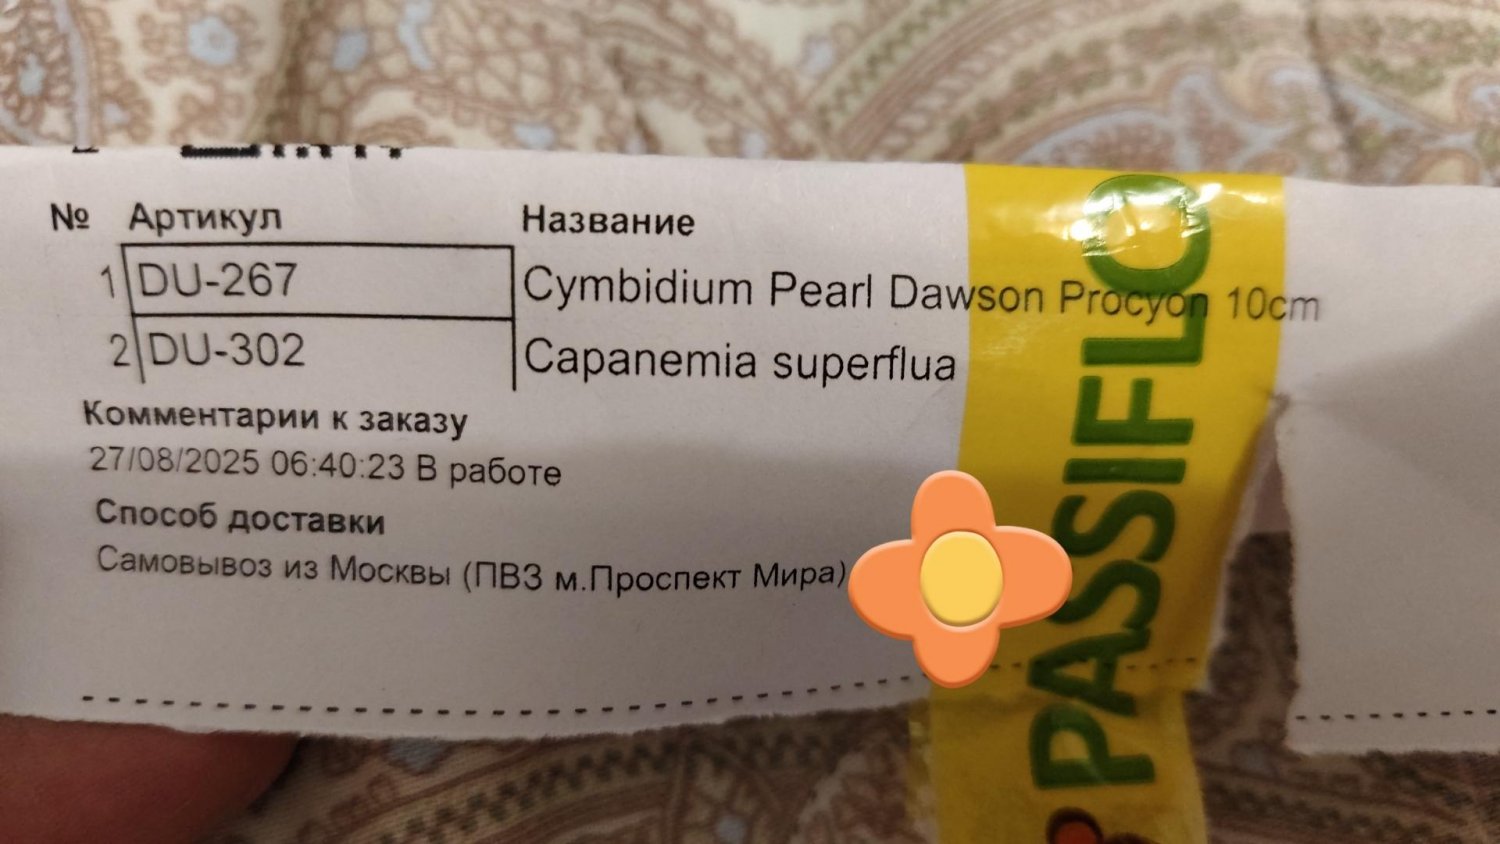 № Артикул Название
1 DU-267 Cymbidium Pearl Dawson Procyon 10cm
2 DU-302 Capanemia superflua
Комментарии к заказу
27/08/2025 06:40:23 В работе
Способ доставки
Самовывоз из Москвы (ПВЗ м.Проспект Мира)
PASSIFLO